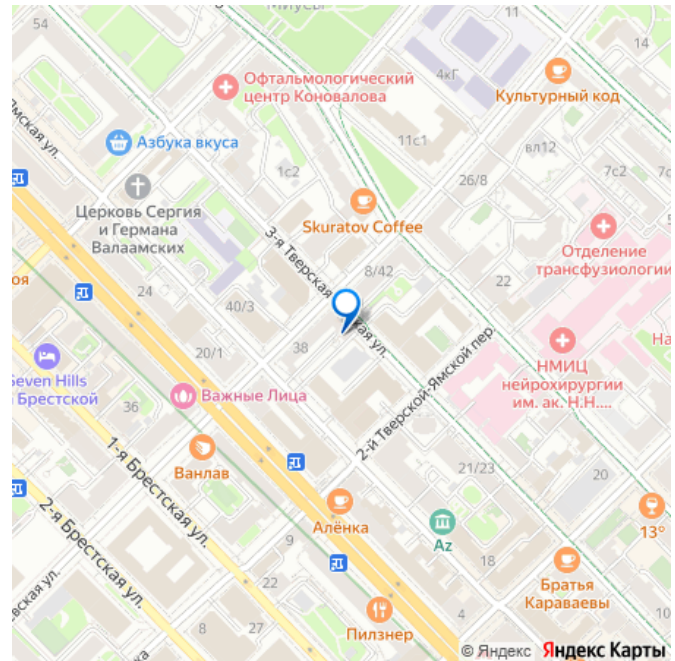 Миусы
54
11
14
4кГ
Офтальмологический
центр Коновалова
Культурный код
Ямская ул.
Азбука вкуса
11с1
вл12
7с2
1с2
26/8
Церковь Сергия
и Германа
Валаамских
Skuratov Coffee
Отделение
трансфузиологии
3-я Тверская
ская ул.
8/42
22
24
40/3
38
20/1
НМИЦ
нейрохирургии
им. ак. Н.Н....
На
Seven Hills
Брестской
36
Важные Лица
2-й Тверской-Ямской пер.
1-я Брестская ул.
Ванлав
21/23
20
2-я Брестская ул.
Алёнка
Az
13°
9
18
22
Братья
Караваевы
8
27
4
10
Пилзнер
© Яндекс Яндекс Карты